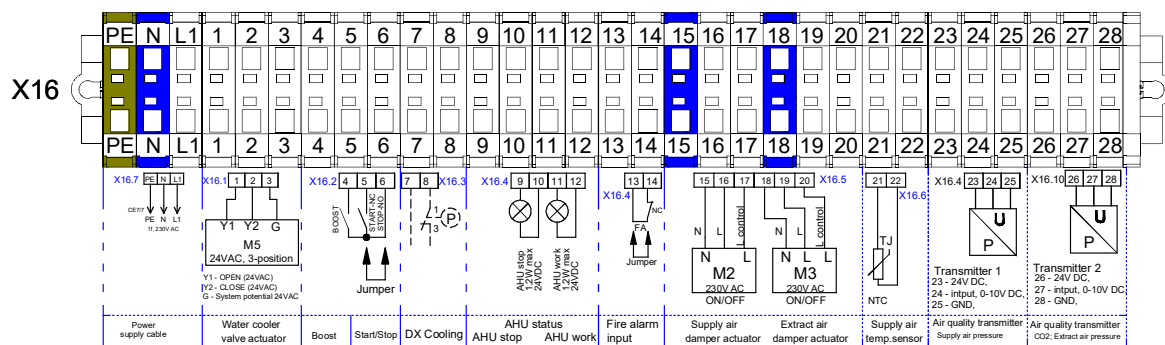 PE N L1 1 2 3 4 5 6 7 8 9 10 11 12 13 14 15 16 17 18 19 20 21 22 23 24 25 26 27 28
X16
PE N L1 1 2 3 4 5 6 7 8 9 10 11 12 13 14 15 16 17 18 19 20 21 22 23 24 25 26 27 28
X16.7
PE N L1
CE7/7
PE N L1
1f, 230V AC
Power
supply cable
X16.1
1 2 3
Y1 Y2 G
M5
24VAC, 3-position
Y1 - OPEN (24VAC)
Y2 - CLOSE (24VAC)
G - System potential 24VAC
Water cooler
valve actuator
X16.2
4 5 6
BOOST
START-NC
STOP-NO
Jumper
Boost
Start/Stop
7 8
X16.3
1
3
P
DX Cooling
X16.4
9 10 11 12
AHU stop
1.2W max
24VDC
AHU work
1.2W max
24VDC
AHU status
AHU stop AHU work
X16.4
13 14
NC
FA
Jumper
Fire alarm
input
15 16 17 18 19 20
X16.5
N L L control
N L L
M2
230V AC
ON/OFF
N L L control
N L L
M3
230V AC
ON/OFF
Supply air
damper actuator
Extract air
damper actuator
21 22
X16.6
TJ
NTC
Supply air
temp.sensor
X16.4
23 24 25
U
P
Transmitter 1
23 - 24V DC,
24 - intput, 0-10V DC,
25 - GND,
Air quality transmitter
Supply air pressure
X16.10
26 27 28
U
P
Transmitter 2
26 - 24V DC,
27 - intput, 0-10V DC,
28 - GND,
Air quality transmitter
CO2; Extract air pressure